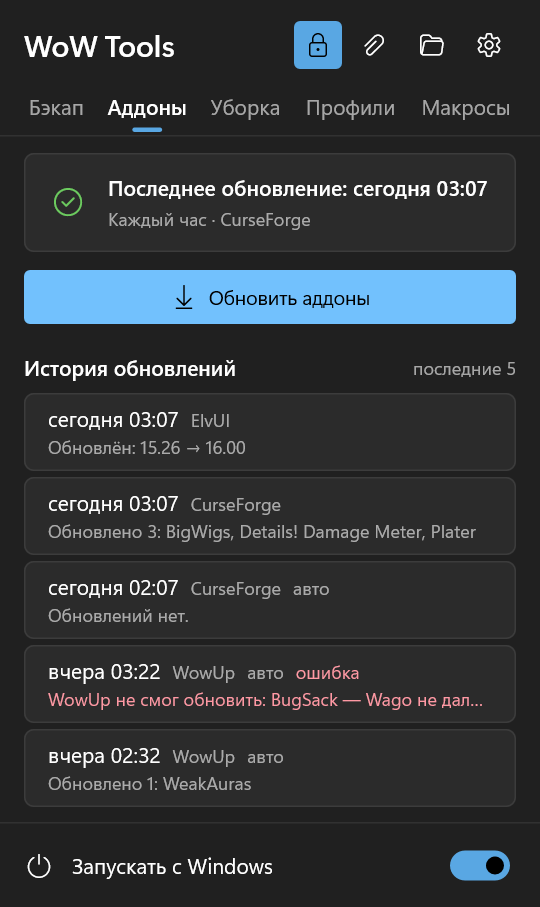 WoW Tools
Бэкап Аддоны Уборка Профили Макросы
Последнее обновление: сегодня 03:07
Каждый час · CurseForge
Обновить аддоны
История обновлений последние 5
сегодня 03:07 ElvUI
Обновлён: 15.26 → 16.00
сегодня 03:07 CurseForge
Обновлено 3: BigWigs, Details! Damage Meter, Plater
сегодня 02:07 CurseForge авто
Обновлений нет.
вчера 03:22 WowUp авто ошибка
WowUp не смог обновить: BugSack — Wago не дал...
вчера 02:32 WowUp авто
Обновлено 1: WeakAuras
Запускать с Windows